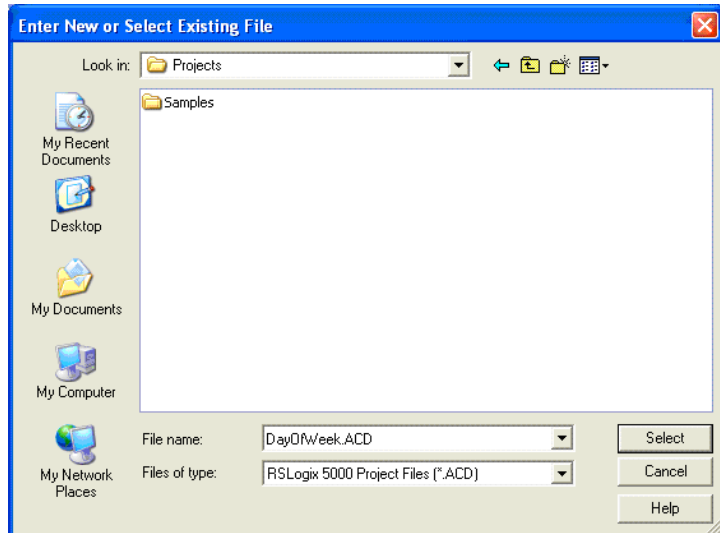 Enter New or Select Existing File
Look in:
Projects
Samples
My Recent
Documents
Desktop
My Documents
My Computer
My Network
Places
File name:
DayOfWeek.ACD
Select
Files of type:
RSLogix 5000 Project Files (*.ACD)
Cancel
Help